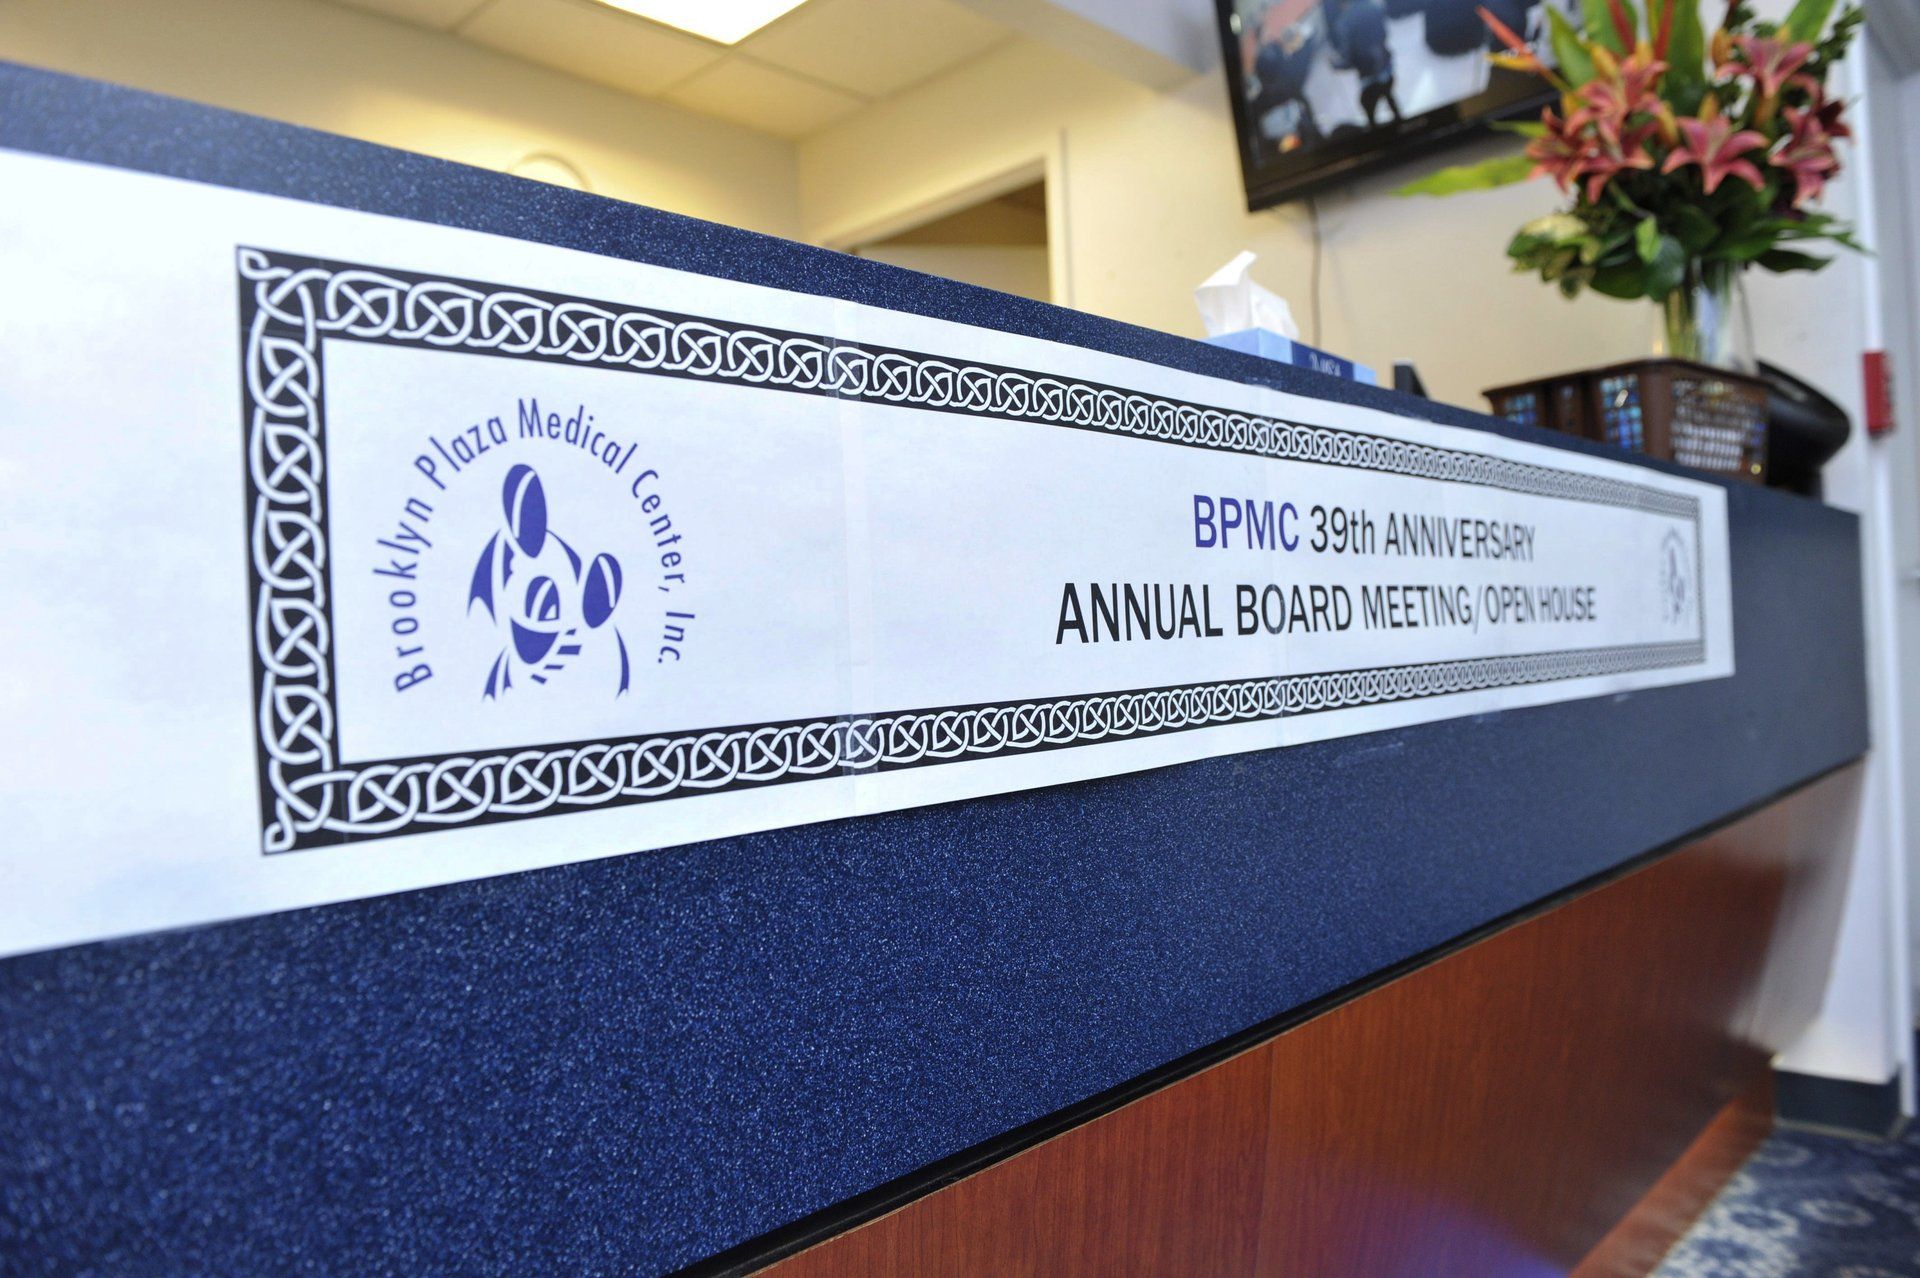 Brooklyn Plaza Medical Center, Inc.
BPMC 39th ANNIVERSARY
ANNUAL BOARD MEETING/OPEN HOUSE